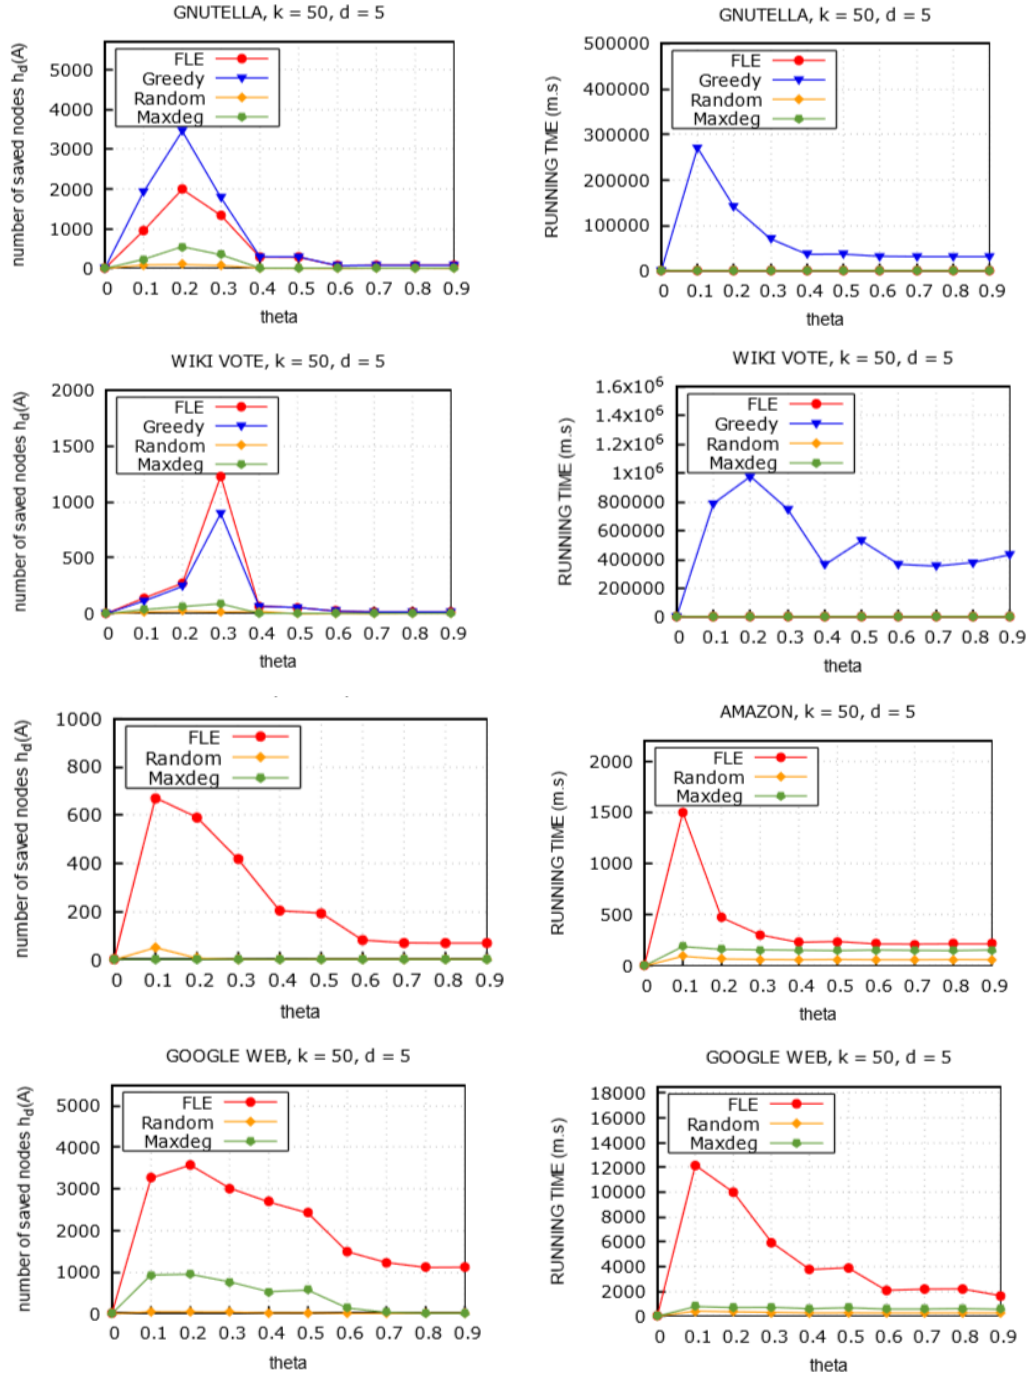 GNUTELLA, k = 50, d = 5
number of saved nodes h_d(A)
FLE
Greedy
Random
Maxdeg
5000
4000
3000
2000
1000
0
0 0.1 0.2 0.3 0.4 0.5 0.6 0.7 0.8 0.9
theta
GNUTELLA, k = 50, d = 5
RUNNING TME (m.s)
FLE
Greedy
Random
Maxdeg
500000
400000
300000
200000
100000
0
0 0.1 0.2 0.3 0.4 0.5 0.6 0.7 0.8 0.9
theta
WIKI VOTE, k = 50, d = 5
number of saved nodes h_d(A)
FLE
Greedy
Random
Maxdeg
2000
1500
1000
500
0
0 0.1 0.2 0.3 0.4 0.5 0.6 0.7 0.8 0.9
theta
WIKI VOTE, k = 50, d = 5
RUNNING TIME (m.s)
FLE
Greedy
Random
Maxdeg
1.6x10^6
1.4x10^6
1.2x10^6
1x10^6
800000
600000
400000
200000
0
0 0.1 0.2 0.3 0.4 0.5 0.6 0.7 0.8 0.9
theta
number of saved nodes h_d(A)
FLE
Random
Maxdeg
1000
800
600
400
200
0
0 0.1 0.2 0.3 0.4 0.5 0.6 0.7 0.8 0.9
theta
AMAZON, k = 50, d = 5
RUNNING TIME (m.s)
FLE
Random
Maxdeg
2000
1500
1000
500
0
0 0.1 0.2 0.3 0.4 0.5 0.6 0.7 0.8 0.9
theta
GOOGLE WEB, k = 50, d = 5
number of saved nodes h_d(A)
FLE
Random
Maxdeg
5000
4000
3000
2000
1000
0
0 0.1 0.2 0.3 0.4 0.5 0.6 0.7 0.8 0.9
theta
GOOGLE WEB, k = 50, d = 5
RUNNING TIME (m.s)
FLE
Random
Maxdeg
18000
16000
14000
12000
10000
8000
6000
4000
2000
0
0 0.1 0.2 0.3 0.4 0.5 0.6 0.7 0.8 0.9
theta